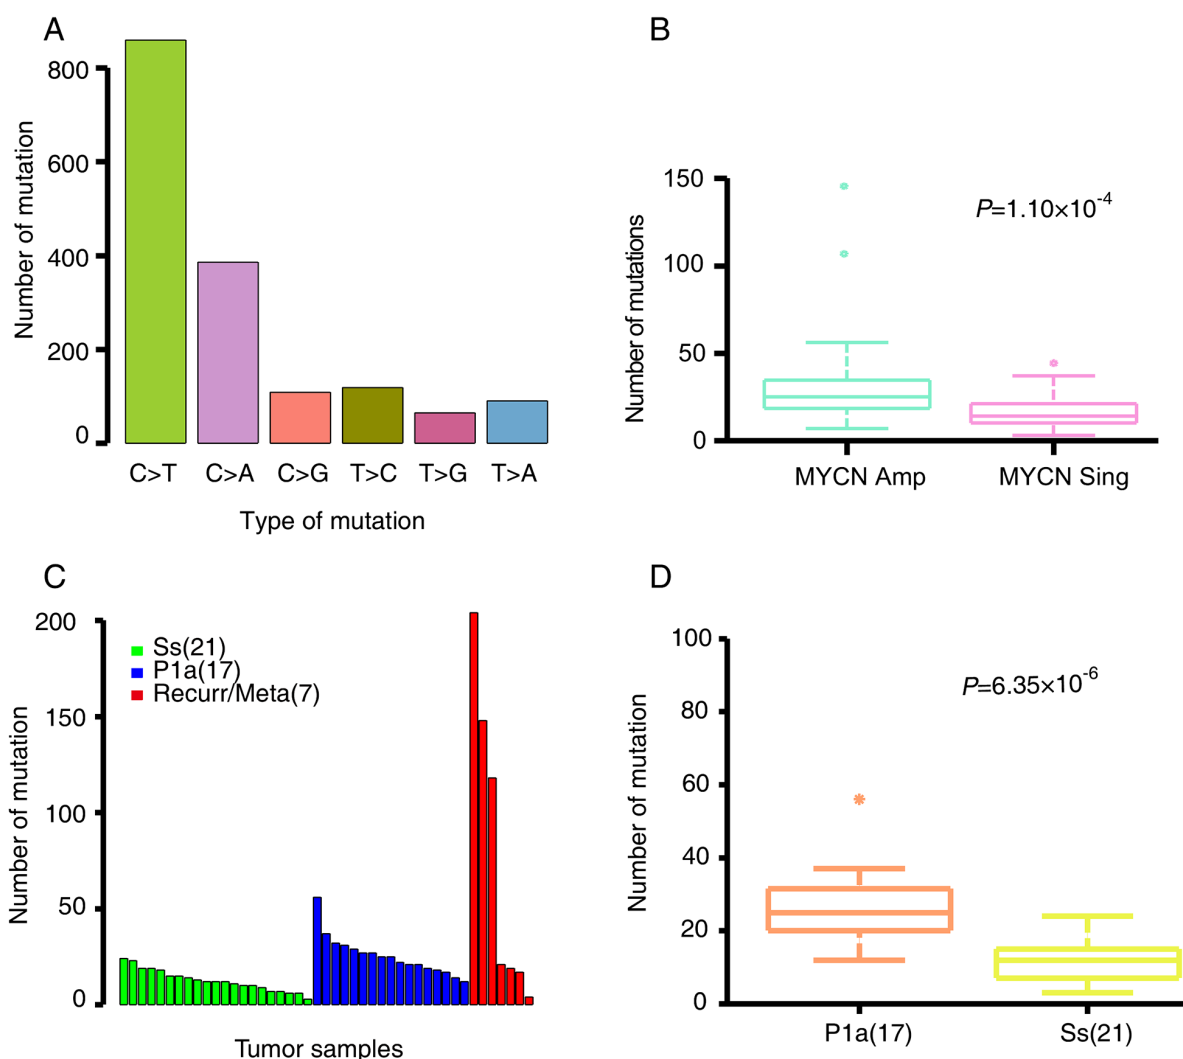 A
Number of mutation
800
600
400
200
0
C>T C>A C>G T>C T>G T>A
Type of mutation
B
Number of mutations
150
100
50
0
P=1.10×10-4
MYCN Amp MYCN Sing
C
Number of mutation
200
150
100
50
0
Ss(21)
P1a(17)
Recurr/Meta(7)
Tumor samples
D
Number of mutation
100
80
60
40
20
0
P=6.35×10-6
P1a(17) Ss(21)